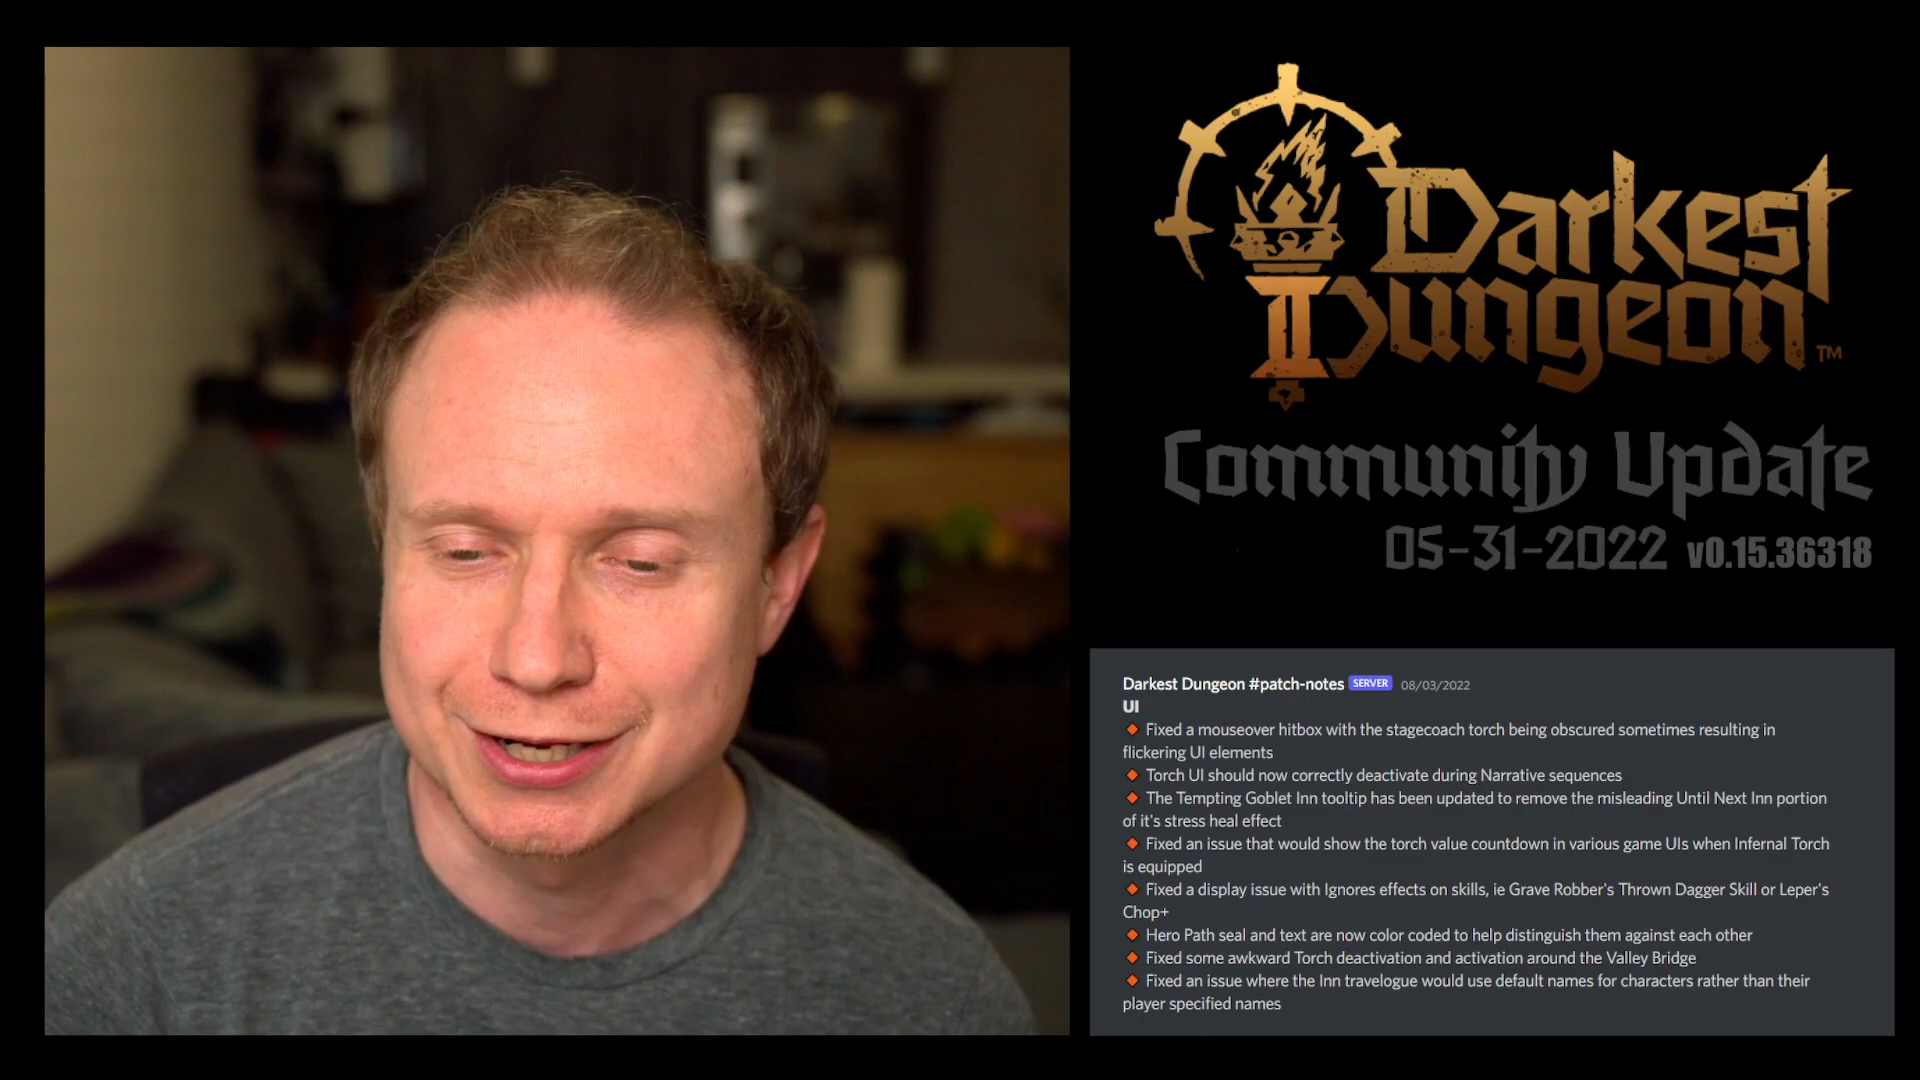 Darkest
Dungeon™
II
Community Update
05-31-2022 v0.15.36318
Darkest Dungeon #patch-notes SERVER 08/03/2022
UI
Fixed a mouseover hitbox with the stagecoach torch being obscured sometimes resulting in
flickering UI elements
Torch UI should now correctly deactivate during Narrative sequences
The Tempting Goblet Inn tooltip has been updated to remove the misleading Until Next Inn portion
of it's stress heal effect
Fixed an issue that would show the torch value countdown in various game UIs when Infernal Torch
is equipped
Fixed a display issue with Ignores effects on skills, ie Grave Robber's Thrown Dagger Skill or Leper's
Chop+
Hero Path seal and text are now color coded to help distinguish them against each other
Fixed some awkward Torch deactivation and activation around the Valley Bridge
Fixed an issue where the Inn travelogue would use default names for characters rather than their
player specified names